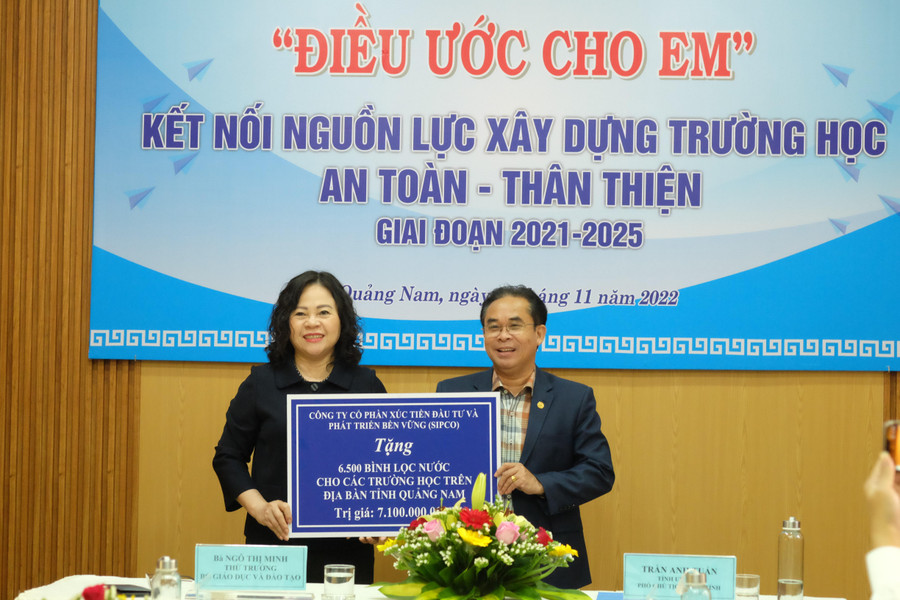 “ĐIỀU ƯỚC CHO EM”
KẾT NỐI NGUỒN LỰC XÂY DỰNG TRƯỜNG HỌC
AN TOÀN - THÂN THIỆN
GIAI ĐOẠN 2021-2025
Quảng Nam, ngày tháng 11 năm 2022
CÔNG TY CỔ PHẦN XÚC TIẾN ĐẦU TƯ VÀ
PHÁT TRIỂN BỀN VỮNG (SIPCO)
Tặng
6.500 BÌNH LỌC NƯỚC
CHO CÁC TRƯỜNG HỌC TRÊN
ĐỊA BÀN TỈNH QUẢNG NAM
Trị giá: 7.100.000.0
Bà NGÔ THỊ MINH
THỨ TRƯỞNG
BỘ GIÁO DỤC VÀ ĐÀO TẠO
TRẦN ANH TUẤN
TỈNH
PHÓ CHỦ